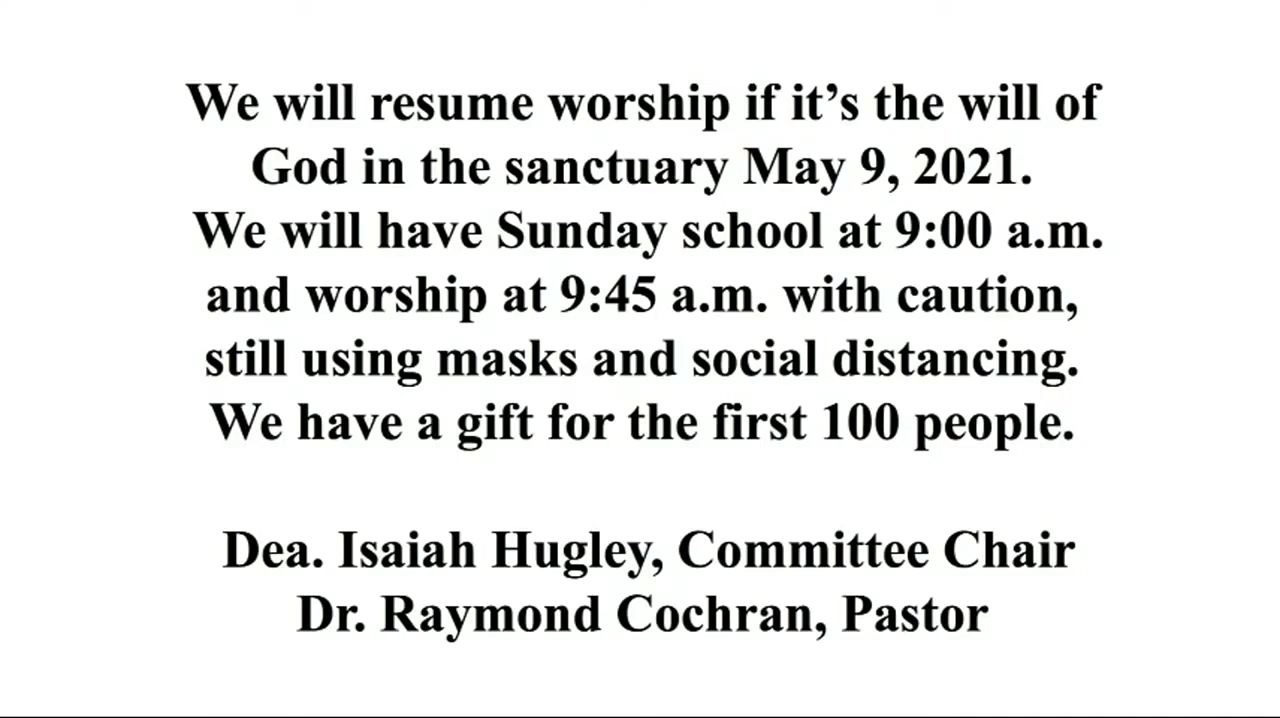 We will resume worship if it’s the will of
God in the sanctuary May 9, 2021.
We will have Sunday school at 9:00 a.m.
and worship at 9:45 a.m. with caution,
still using masks and social distancing.
We have a gift for the first 100 people.
Dea. Isaiah Hugley, Committee Chair
Dr. Raymond Cochran, Pastor